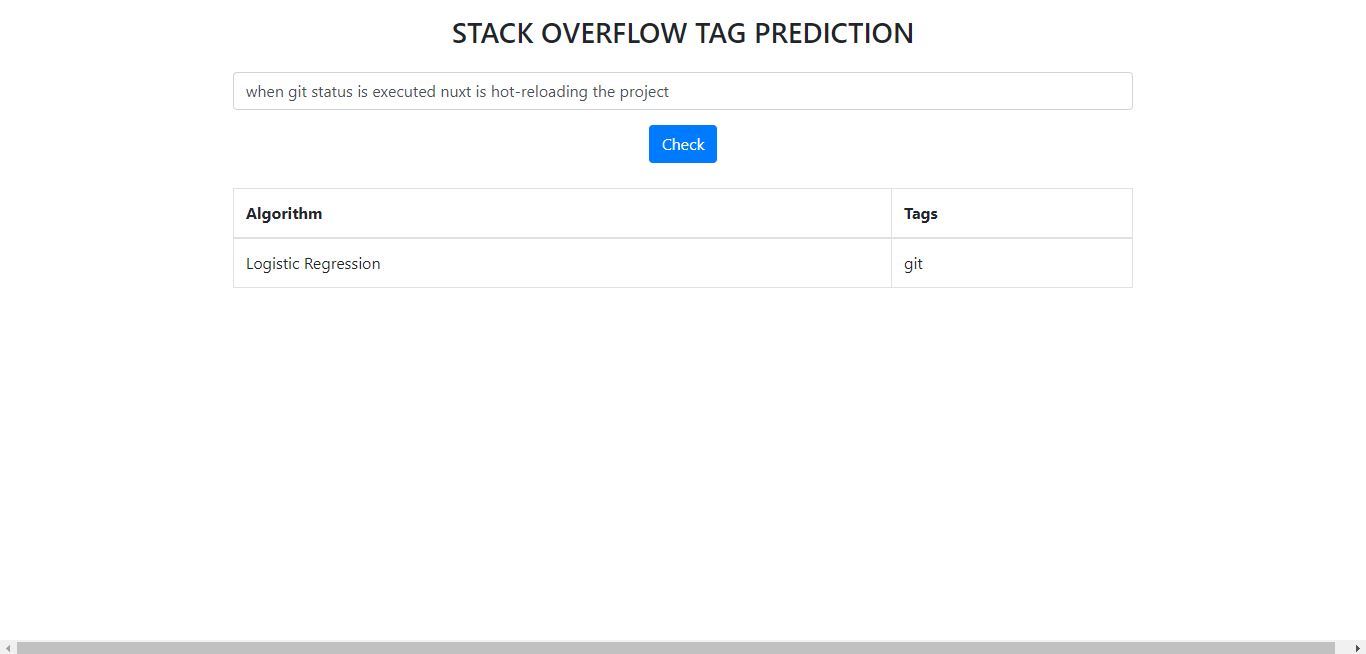 STACK OVERFLOW TAG PREDICTION
when git status is executed nuxt is hot-reloading the project
Check
Algorithm Tags
Logistic Regression git